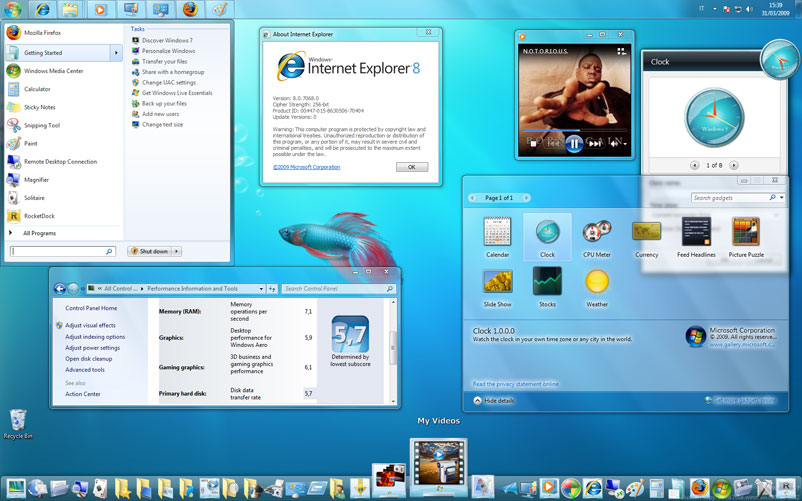 IT
15:39
31/03/2009
Mozilla Firefox
Getting Started
Windows Media Center
Calculator
Sticky Notes
Snipping Tool
Paint
Remote Desktop Connection
Magnifier
Solitaire
RocketDock
All Programs
Shut down
Tasks
Discover Windows 7
Personalize Windows
Transfer your files
Share with a homegroup
Change UAC settings
Get Windows Live Essentials
Back up your files
Add new users
Change text size
About Internet Explorer
Windows
Internet Explorer 8
Version: 8.0.7068.0
Cipher Strength: 256-bit
Product ID: 00447-015-8630506-70404
Update Versions: 0
Warning: This computer program is protected by copyright law and
international treaties. Unauthorized reproduction or distribution of
this program, or any portion of it, may result in severe civil and
criminal penalties, and will be prosecuted to the maximum extent
possible under the law.
©2009 Microsoft Corporation
OK
N.O.T.O.R.I.O.U.S.
Clock
Windows 7
1 of 8
Page 1 of 1
Search gadgets
Calendar
Clock
CPU Meter
Currency
Feed Headlines
Picture Puzzle
Slide Show
Stocks
Weather
Clock 1.0.0.0
Watch the clock in your own time zone or any city in the world.
Microsoft Corporation
© 2009. All rights reserve...
www.gallery.microsoft.c...
Read the privacy statement online
Hide details
Get more gadgets online
All Control ...
Performance Information and Tools
Search Control Panel
Control Panel Home
Adjust visual effects
Adjust indexing options
Adjust power settings
Open disk cleanup
Advanced tools
See also
Action Center
Memory (RAM):
Memory
operations per
second
7,1
Graphics:
Desktop
performance for
Windows Aero
5,9
Gaming graphics:
3D business and
gaming graphics
performance
6,1
Primary hard disk:
Disk data
transfer rate
5,7
5,7
Determined by
lowest subscore
Recycle Bin
My Videos